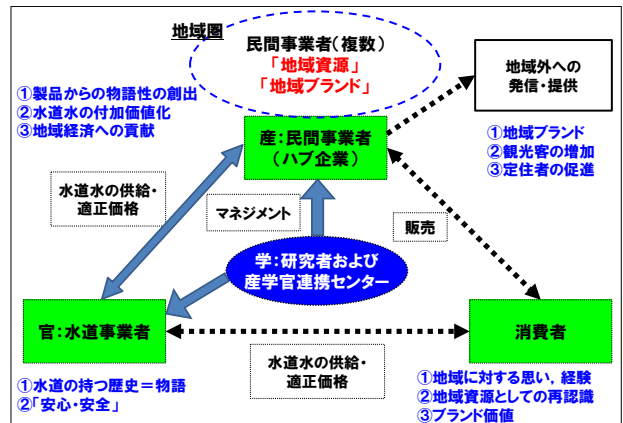 地域圏
民間事業者(複数)
「地域資源」
「地域ブランド」
地域外への
発信・提供
①製品からの物語性の創出
②水道水の付加価値化
③地域経済への貢献
産:民間事業者
(ハブ企業)
①地域ブランド
②観光客の増加
③定住者の促進
水道水の供給・
適正価格
マネジメント
販売
学:研究者および
産学官連携センター
官:水道事業者
消費者
水道水の供給・
適正価格
①水道の持つ歴史=物語
②「安心・安全」
①地域に対する思い,経験
②地域資源としての再認識
③ブランド価値